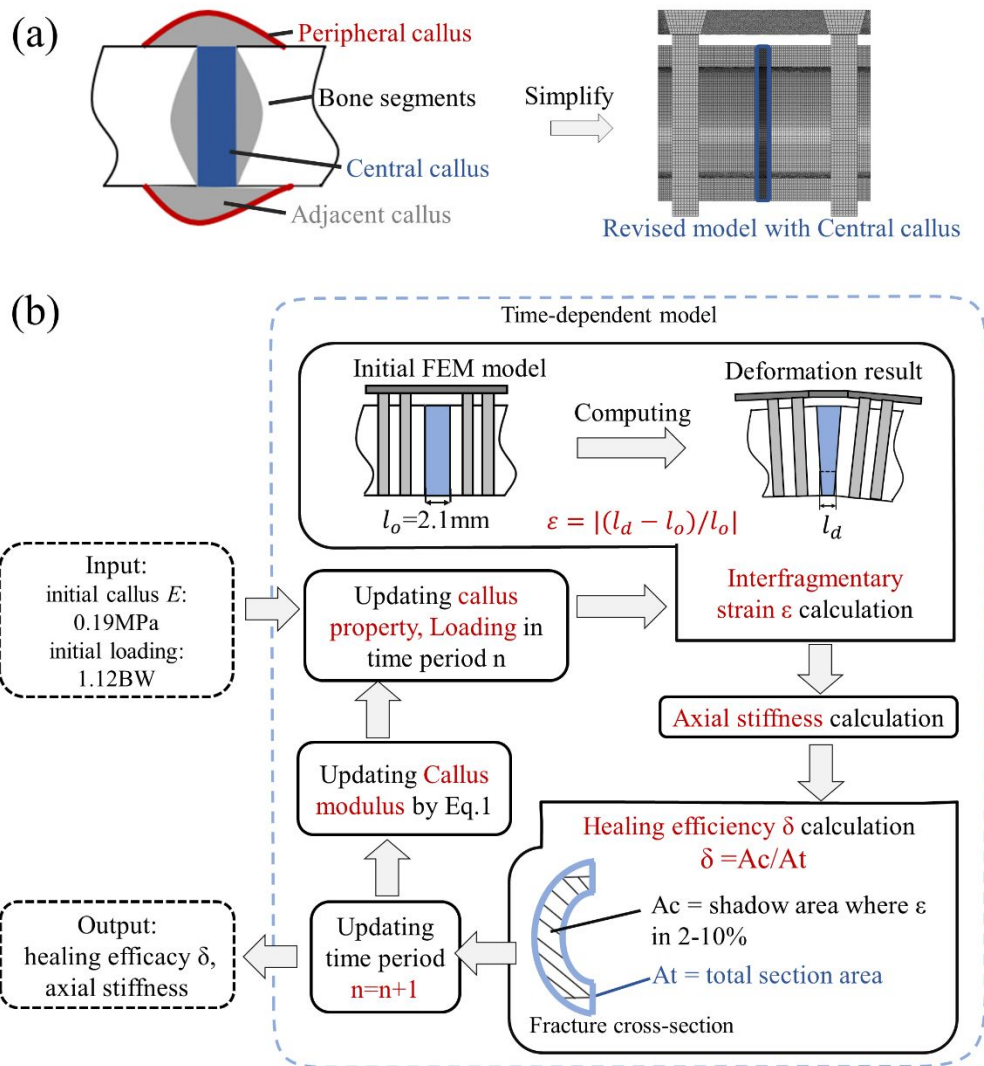 (a)
Peripheral callus
Bone segments
Central callus
Adjacent callus
Simplify
Revised model with Central callus
(b)
Time-dependent model
Initial FEM model
Computing
Deformation result
lₒ=2.1mm
ε = |(l_d − lₒ)/lₒ|
l_d
Interfragmentary
strain ε calculation
Input:
initial callus E:
0.19MPa
initial loading:
1.12BW
Updating callus
property, Loading in
time period n
Axial stiffness calculation
Updating Callus
modulus by Eq.1
Healing efficiency δ calculation
δ =Ac/At
Ac = shadow area where ε
in 2-10%
At = total section area
Fracture cross-section
Updating
time period
n=n+1
Output:
healing efficacy δ,
axial stiffness